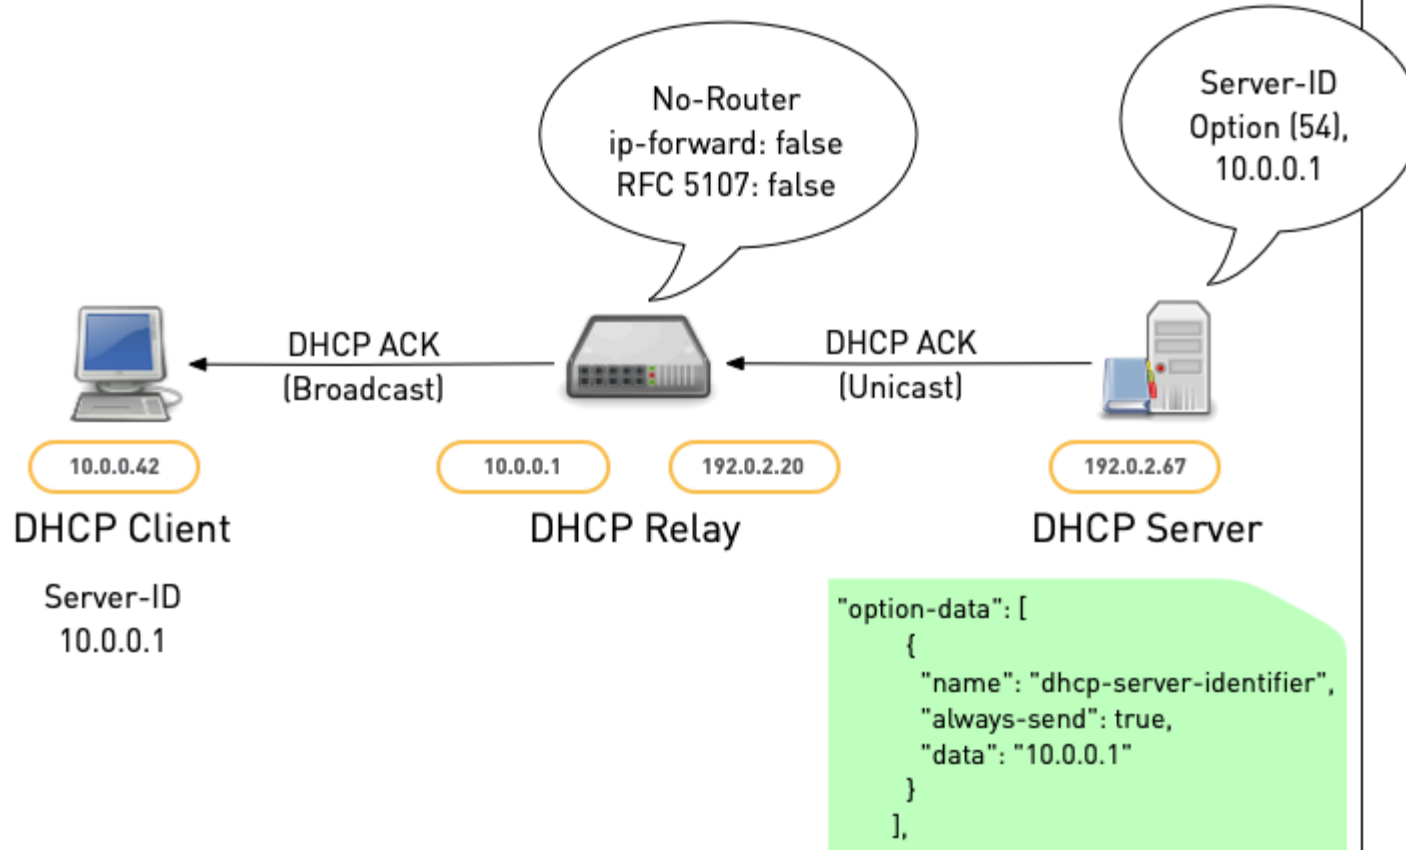 No-Router
ip-forward: false
RFC 5107: false
Server-ID
Option (54),
10.0.0.1
DHCP ACK
(Broadcast)
DHCP ACK
(Unicast)
10.0.0.42
10.0.0.1
192.0.2.20
192.0.2.67
DHCP Client
DHCP Relay
DHCP Server
Server-ID
10.0.0.1
"option-data": [
{
"name": "dhcp-server-identifier",
"always-send": true,
"data": "10.0.0.1"
}
],